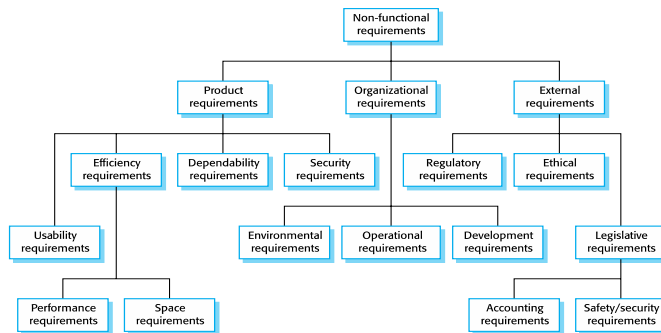 Non-functional
requirements
Product
requirements
Organizational
requirements
External
requirements
Efficiency
requirements
Dependability
requirements
Security
requirements
Regulatory
requirements
Ethical
requirements
Usability
requirements
Environmental
requirements
Operational
requirements
Development
requirements
Legislative
requirements
Performance
requirements
Space
requirements
Accounting
requirements
Safety/security
requirements